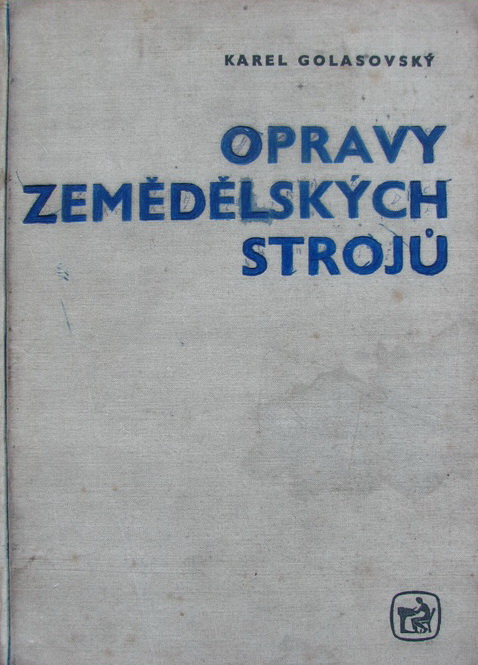 KAREL GOLASOVSKÝ
OPRAVY
ZEMĚDĚLSKÝCH
STROJŮ